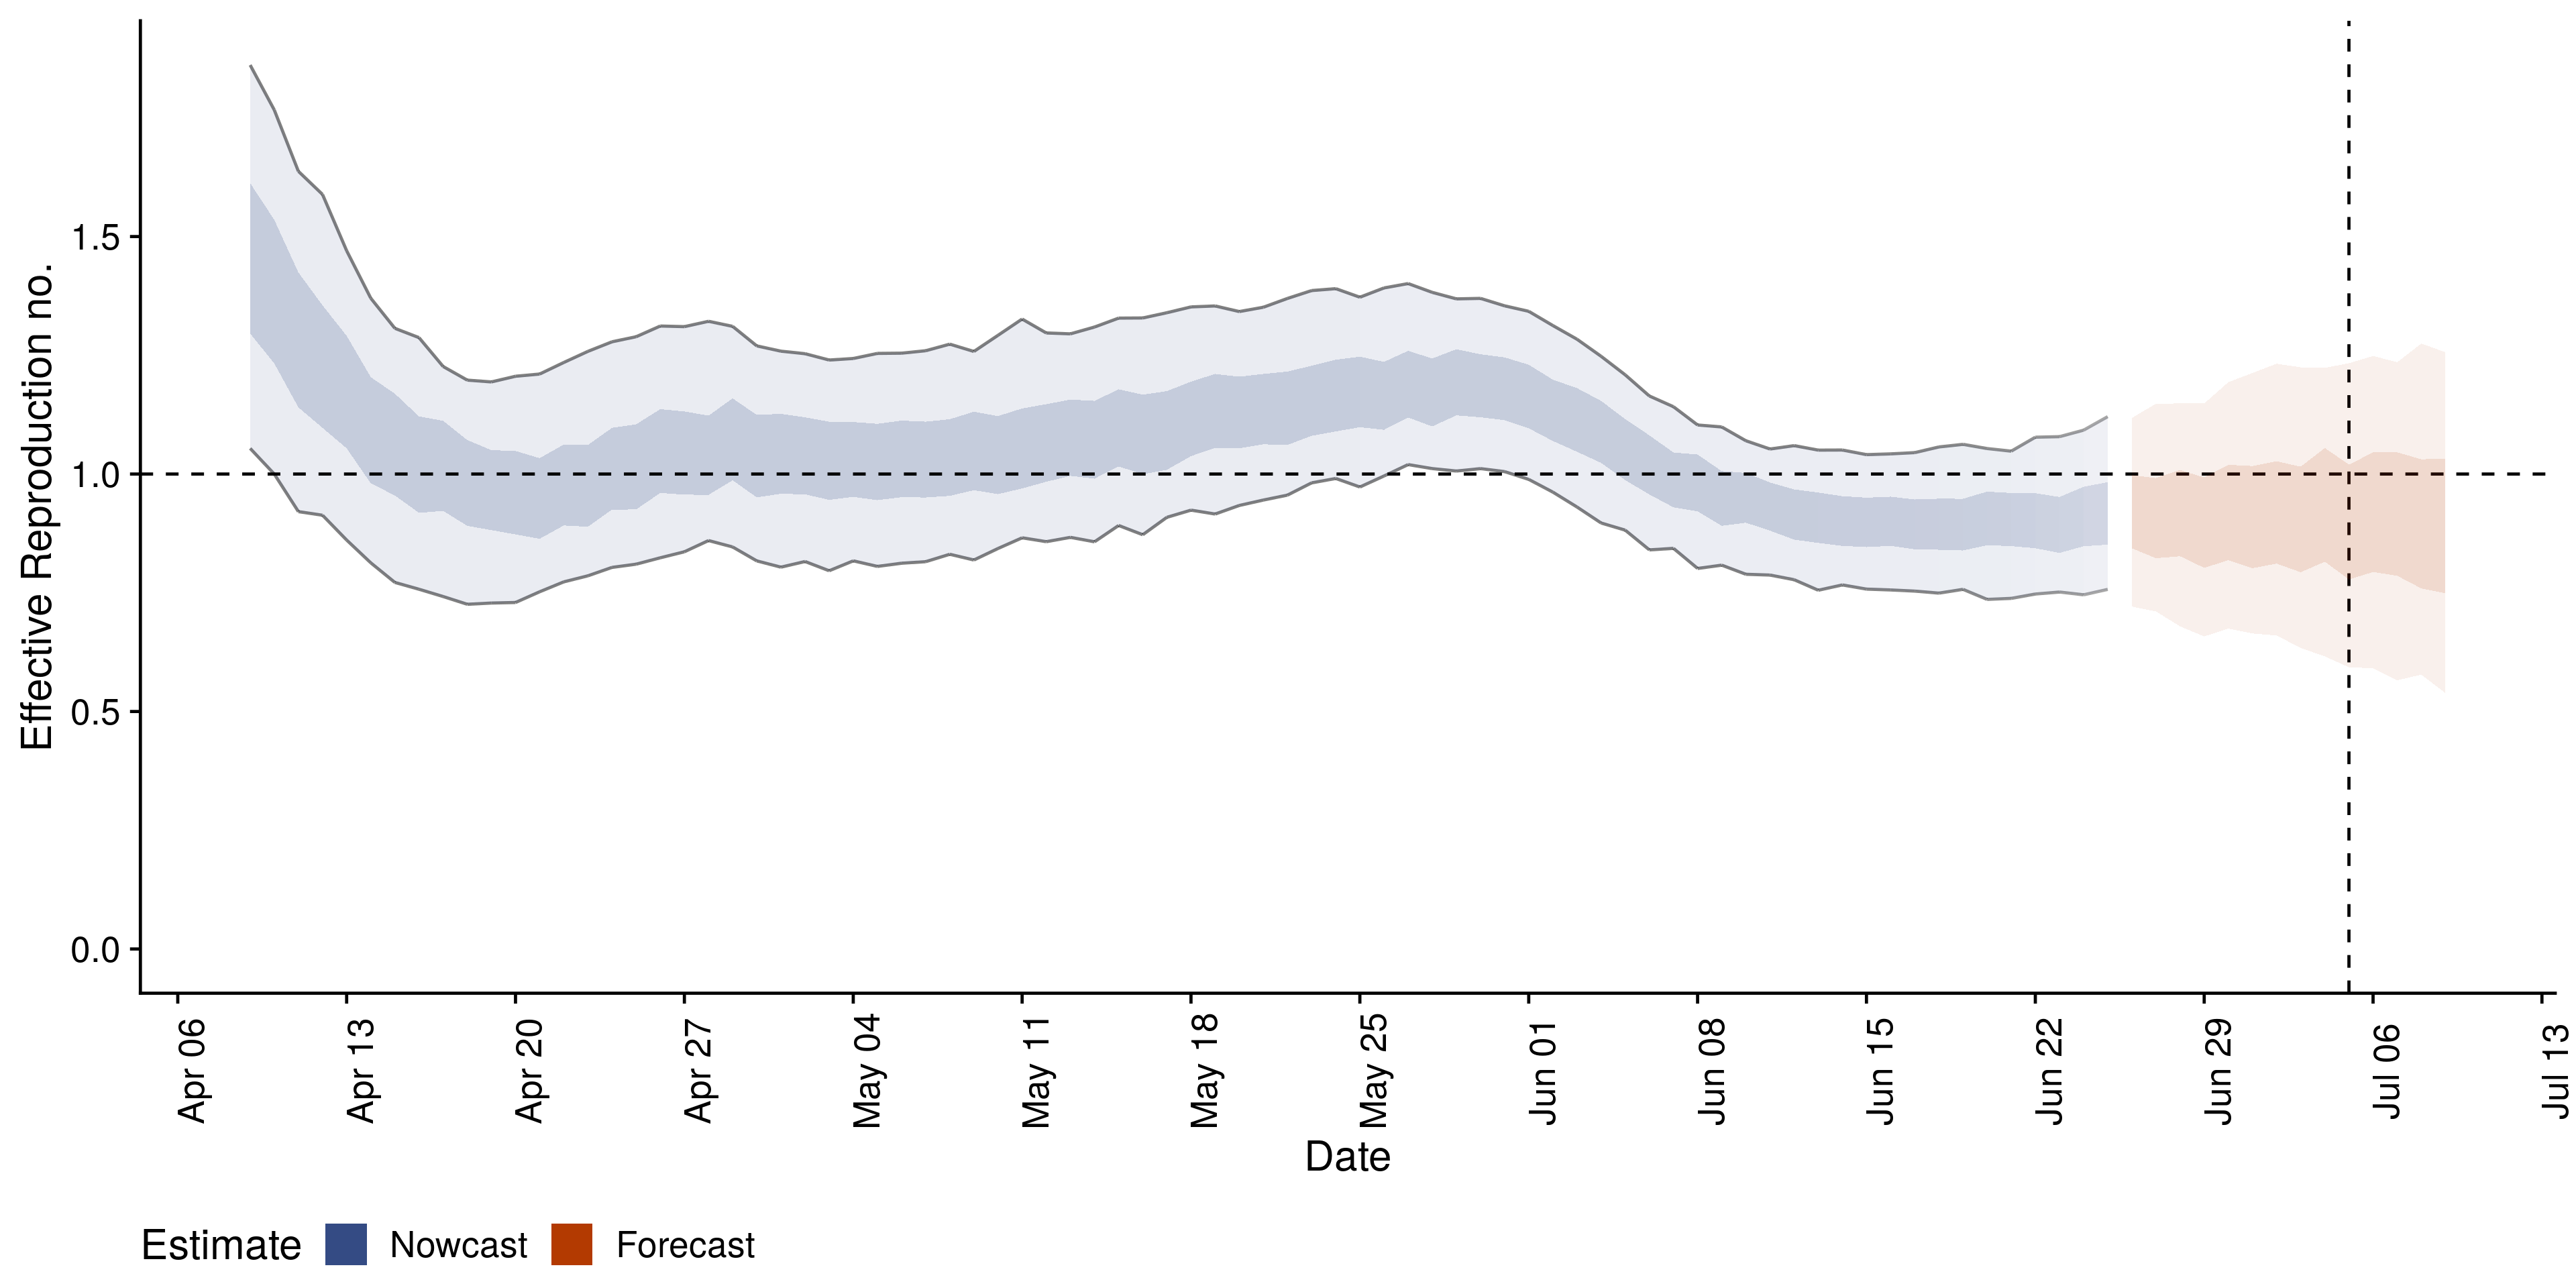 Effective Reproduction no.
1.5
1.0
0.5
0.0
Apr 06
Apr 13
Apr 20
Apr 27
May 04
May 11
May 18
May 25
Jun 01
Jun 08
Jun 15
Jun 22
Jun 29
Jul 06
Jul 13
Date
Estimate Nowcast Forecast